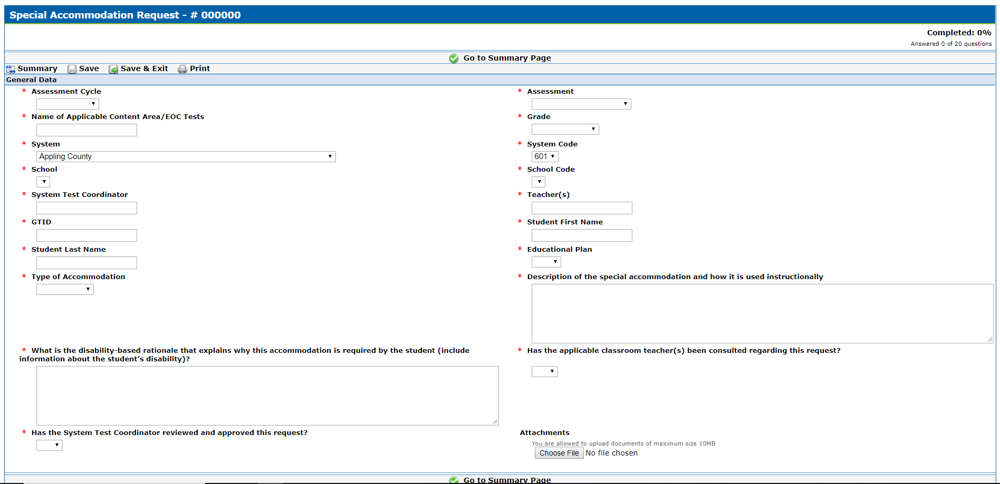 Special Accommodation Request - # 000000
Completed: 0%
Answered 0 of 20 questions
Go to Summary Page
Summary Save Save & Exit Print
General Data
* Assessment Cycle
* Assessment
* Name of Applicable Content Area/EOC Tests
* Grade
* System
Appling County
* System Code
601
* School
* School Code
* System Test Coordinator
* Teacher(s)
* GTID
* Student First Name
* Student Last Name
* Educational Plan
* Type of Accommodation
* Description of the special accommodation and how it is used instructionally
* What is the disability-based rationale that explains why this accommodation is required by the student (include
information about the student’s disability)?
* Has the applicable classroom teacher(s) been consulted regarding this request?
* Has the System Test Coordinator reviewed and approved this request?
Attachments
You are allowed to upload documents of maximum size 10MB
Choose File No file chosen
Go to Summary Page